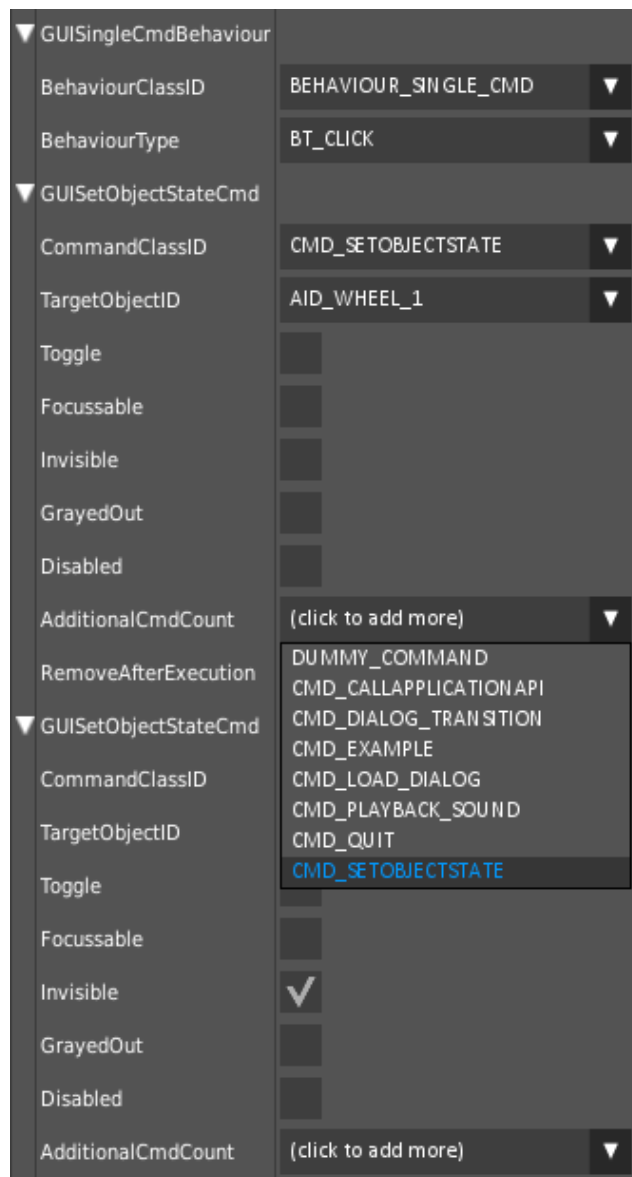 GUISingleCmdBehaviour
BehaviourClassID BEHAVIOUR_SINGLE_CMD
BehaviourType BT_CLICK
GUISetObjectStateCmd
CommandClassID CMD_SETOBJECTSTATE
TargetObjectID AID_WHEEL_1
Toggle
Focussable
Invisible
GrayedOut
Disabled
AdditionalCmdCount (click to add more)
DUMMY_COMMAND
CMD_CALLAPPLICATIONAPI
CMD_DIALOG_TRANSITION
CMD_EXAMPLE
CMD_LOAD_DIALOG
CMD_PLAYBACK_SOUND
CMD_QUIT
CMD_SETOBJECTSTATE
RemoveAfterExecution
GUISetObjectStateCmd
CommandClassID
TargetObjectID
Toggle
Focussable
Invisible
GrayedOut
Disabled
AdditionalCmdCount (click to add more)